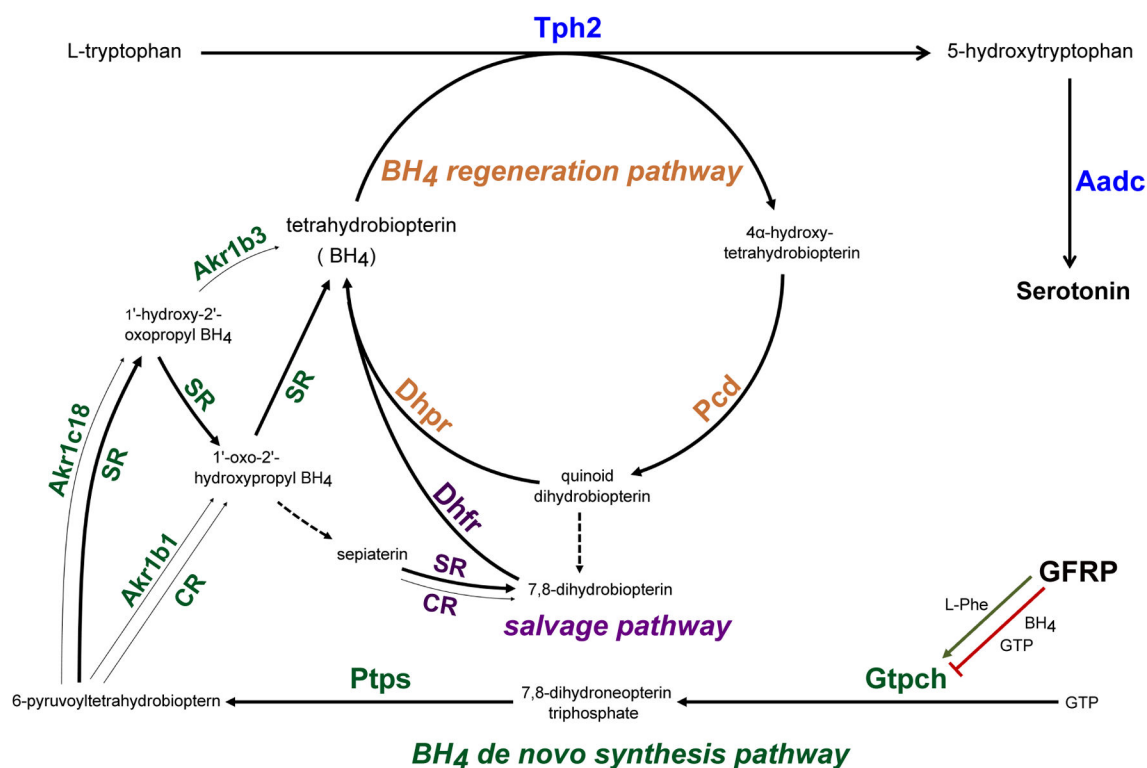 Tph2
L-tryptophan
5-hydroxytryptophan
BH4 regeneration pathway
Aadc
tetrahydrobiopterin
( BH4)
4α-hydroxy-
tetrahydrobiopterin
Akr1b3
Serotonin
1'-hydroxy-2'-
oxopropyl BH4
SR
SR
Dhpr
Pcd
Akr1c18
SR
1'-oxo-2'-
hydroxypropyl BH4
quinoid
dihydrobiopterin
Dhfr
Akr1b1
CR
sepiaterin
SR
CR
7,8-dihydrobiopterin
GFRP
L-Phe
BH4
GTP
salvage pathway
Ptps
Gtpch
6-pyruvoyltetrahydrobioptern
7,8-dihydroneopterin
triphosphate
GTP
BH4 de novo synthesis pathway